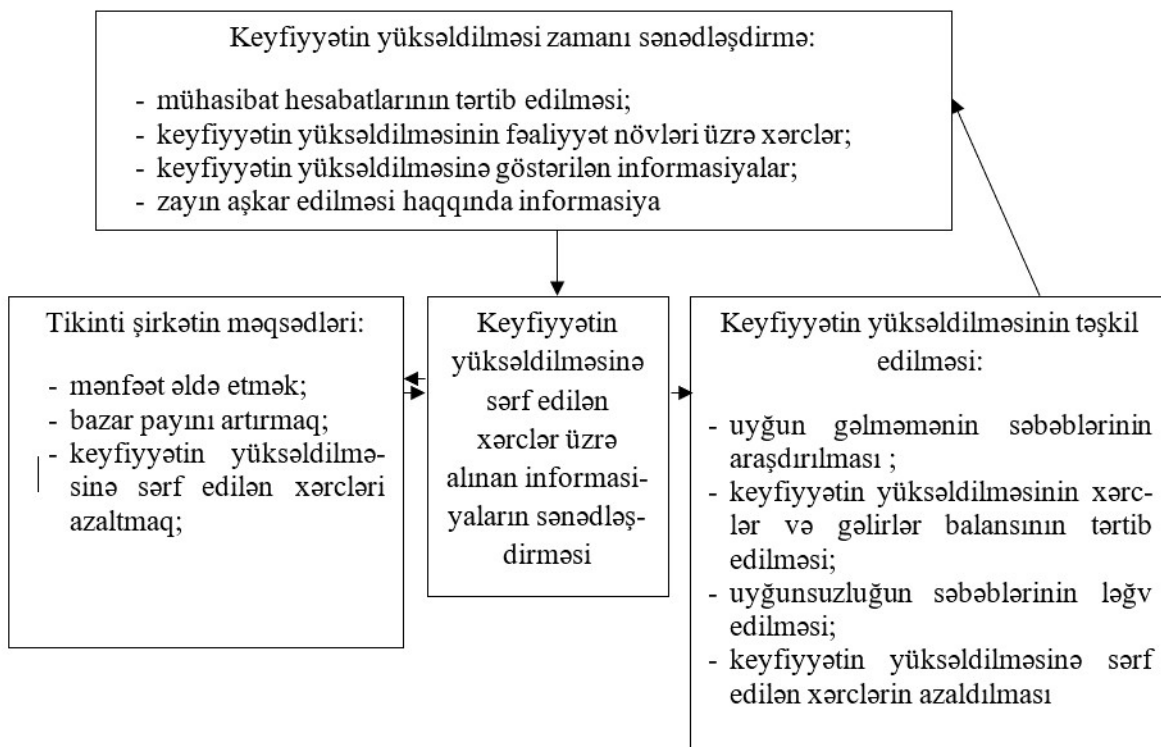 Keyfiyyətin yüksəldilməsi zamanı sənədləşdirmə:
- mühasibat hesabatlarının tərtib edilməsi;
- keyfiyyətin yüksəldilməsinin fəaliyyət növləri üzrə xərclər;
- keyfiyyətin yüksəldilməsinə göstərilən informasiyalar;
- zayın aşkar edilməsi haqqında informasiya
Tikinti şirkətin məqsədləri:
- mənfəət əldə etmək;
- bazar payını artırmaq;
- keyfiyyətin yüksəldilmə-
sinə sərf edilən xərcləri
azaltmaq;
Keyfiyyətin
yüksəldilməsinə
sərf edilən
xərclər üzrə
alınan informasi-
yaların sənədləş-
dirməsi
Keyfiyyətin yüksəldilməsinin təşkil
edilməsi:
- uyğun gəlməmənin səbəblərinin
araşdırılması ;
- keyfiyyətin yüksəldilməsinin xərc-
lər və gəlirlər balansının tərtib
edilməsi;
- uyğunsuzluğun səbəblərinin ləğv
edilməsi;
- keyfiyyətin yüksəldilməsinə sərf
edilən xərclərin azaldılması